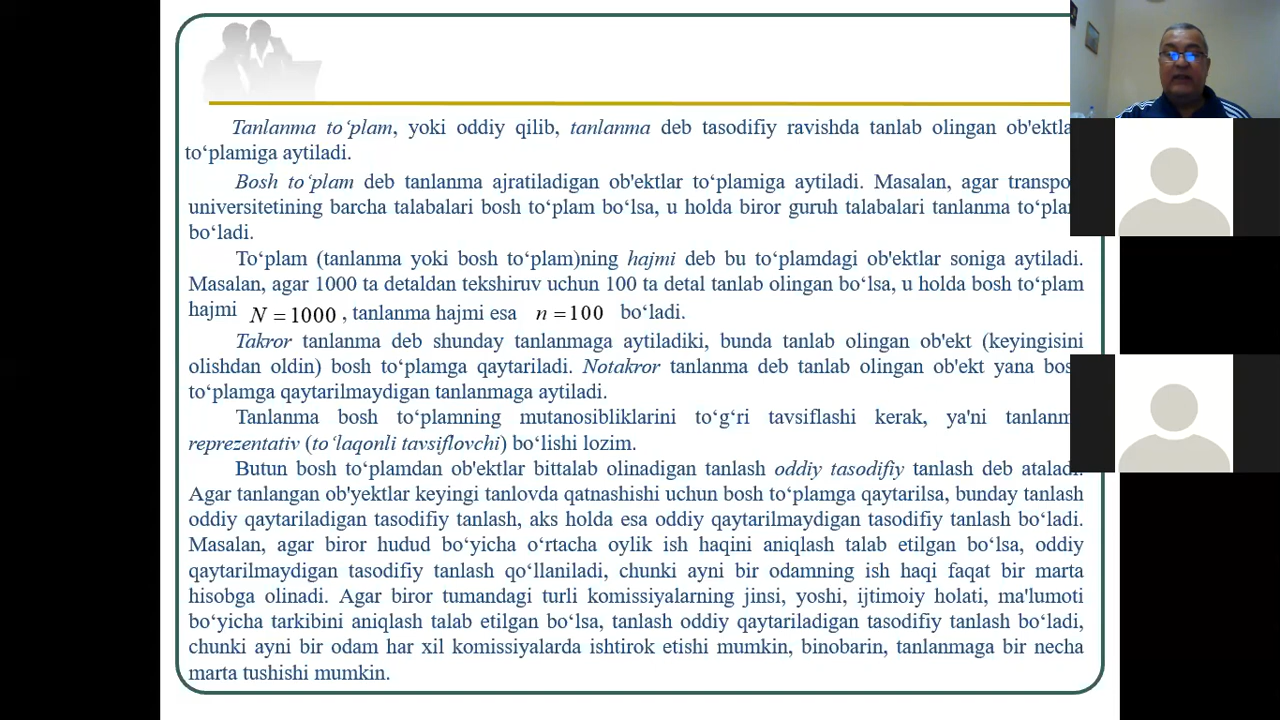 Tanlanma to‘plam, yoki oddiy qilib, tanlanma deb tasodifiy ravishda tanlab olingan ob'ektla
to‘plamiga aytiladi.
Bosh to‘plam deb tanlanma ajratiladigan ob'ektlar to‘plamiga aytiladi. Masalan, agar transpo
universitetining barcha talabalari bosh to‘plam bo‘lsa, u holda biror guruh talabalari tanlanma to‘plam
bo‘ladi.
To‘plam (tanlanma yoki bosh to‘plam)ning hajmi deb bu to‘plamdagi ob'ektlar soniga aytiladi.
Masalan, agar 1000 ta detaldan tekshiruv uchun 100 ta detal tanlab olingan bo‘lsa, u holda bosh to‘plam
hajmi N = 1000 , tanlanma hajmi esa n = 100 bo‘ladi.
Takror tanlanma deb shunday tanlanmaga aytiladiki, bunda tanlab olingan ob'ekt (keyingisini
olishdan oldin) bosh to‘plamga qaytariladi. Notakror tanlanma deb tanlab olingan ob'ekt yana bos
to‘plamga qaytarilmaydigan tanlanmaga aytiladi.
Tanlanma bosh to‘plamning mutanosibliklarini to‘g‘ri tavsiflashi kerak, ya'ni tanlanm
reprezentativ (to‘laqonli tavsiflovchi) bo‘lishi lozim.
Butun bosh to‘plamdan ob'ektlar bittalab olinadigan tanlash oddiy tasodifiy tanlash deb ataladi.
Agar tanlangan ob'yektlar keyingi tanlovda qatnashishi uchun bosh to‘plamga qaytarilsa, bunday tanlash
oddiy qaytariladigan tasodifiy tanlash, aks holda esa oddiy qaytarilmaydigan tasodifiy tanlash bo‘ladi.
Masalan, agar biror hudud bo‘yicha o‘rtacha oylik ish haqini aniqlash talab etilgan bo‘lsa, oddiy
qaytarilmaydigan tasodifiy tanlash qo‘llaniladi, chunki ayni bir odamning ish haqi faqat bir marta
hisobga olinadi. Agar biror tumandagi turli komissiyalarning jinsi, yoshi, ijtimoiy holati, ma'lumoti
bo‘yicha tarkibini aniqlash talab etilgan bo‘lsa, tanlash oddiy qaytariladigan tasodifiy tanlash bo‘ladi,
chunki ayni bir odam har xil komissiyalarda ishtirok etishi mumkin, binobarin, tanlanmaga bir necha
marta tushishi mumkin.